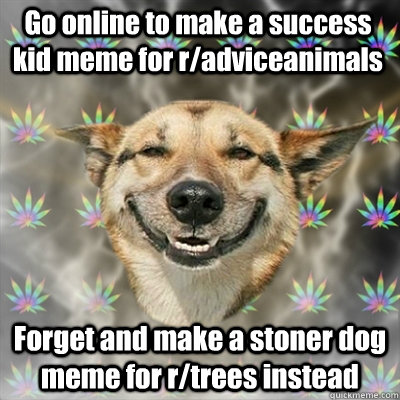 Go online to make a success
kid meme for r/adviceanimals
Forget and make a stoner dog
meme for r/trees instead
quickmeme.com